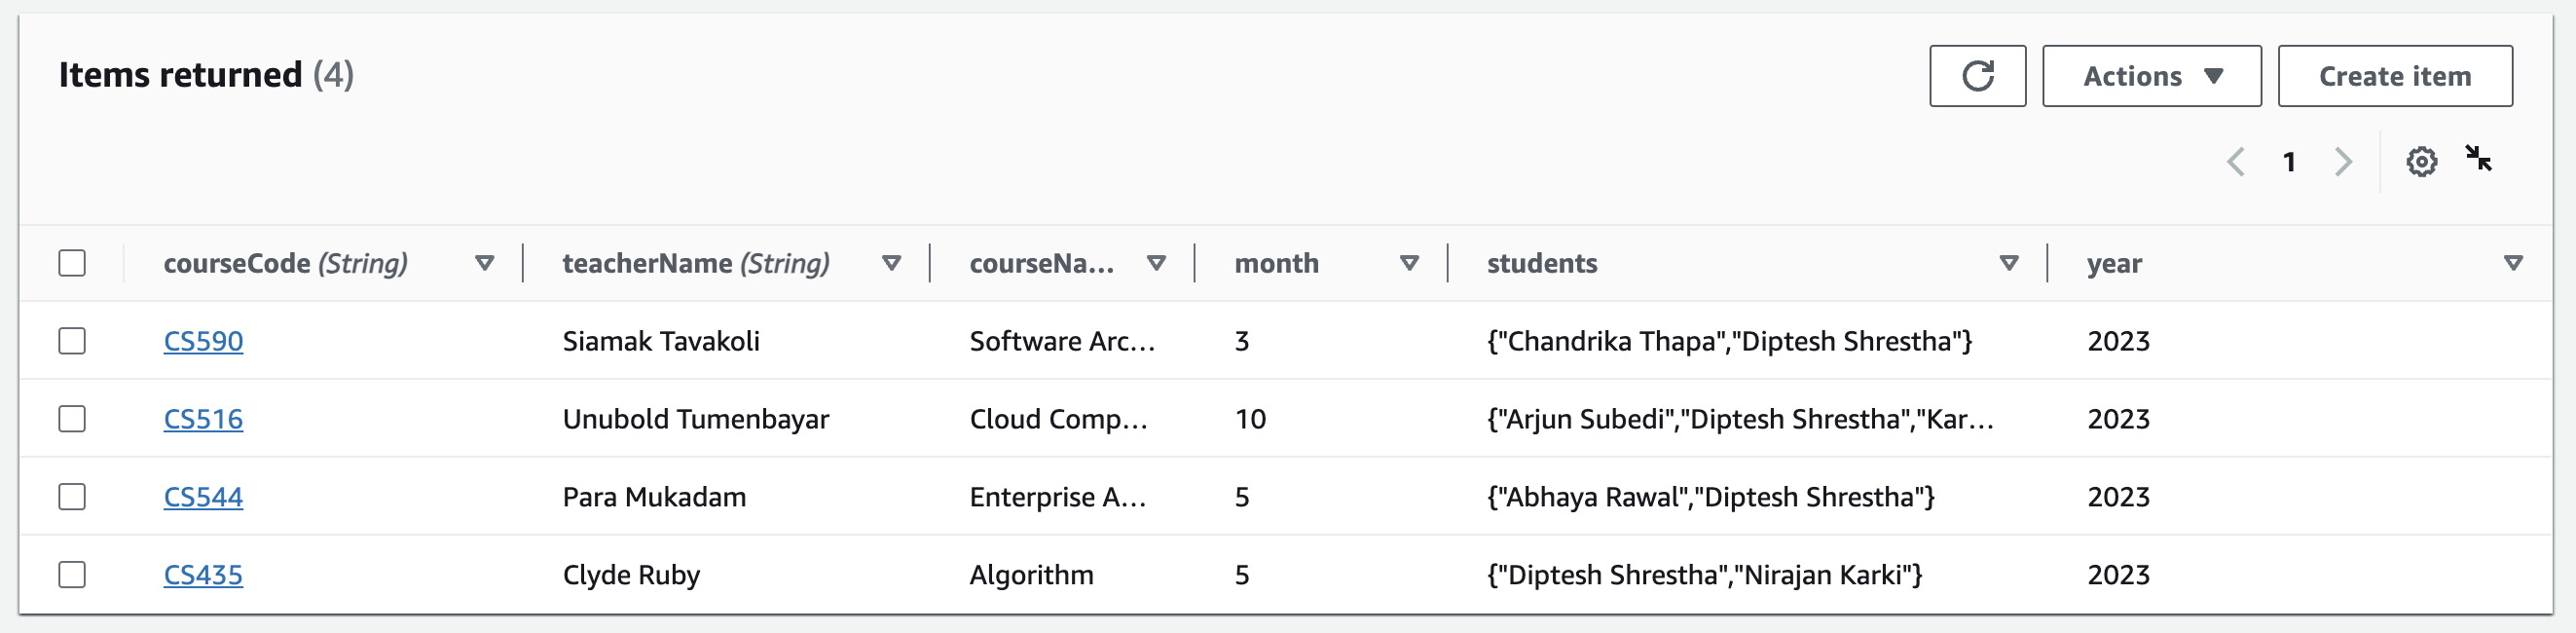 Items returned (4)
Actions
Create item
1
courseCode (String) teacherName (String) courseNa... month students year
CS590 Siamak Tavakoli Software Arc... 3 {"Chandrika Thapa","Diptesh Shrestha"} 2023
CS516 Unubold Tumenbayar Cloud Comp... 10 {"Arjun Subedi","Diptesh Shrestha","Kar... 2023
CS544 Para Mukadam Enterprise A... 5 {"Abhaya Rawal","Diptesh Shrestha"} 2023
CS435 Clyde Ruby Algorithm 5 {"Diptesh Shrestha","Nirajan Karki"} 2023